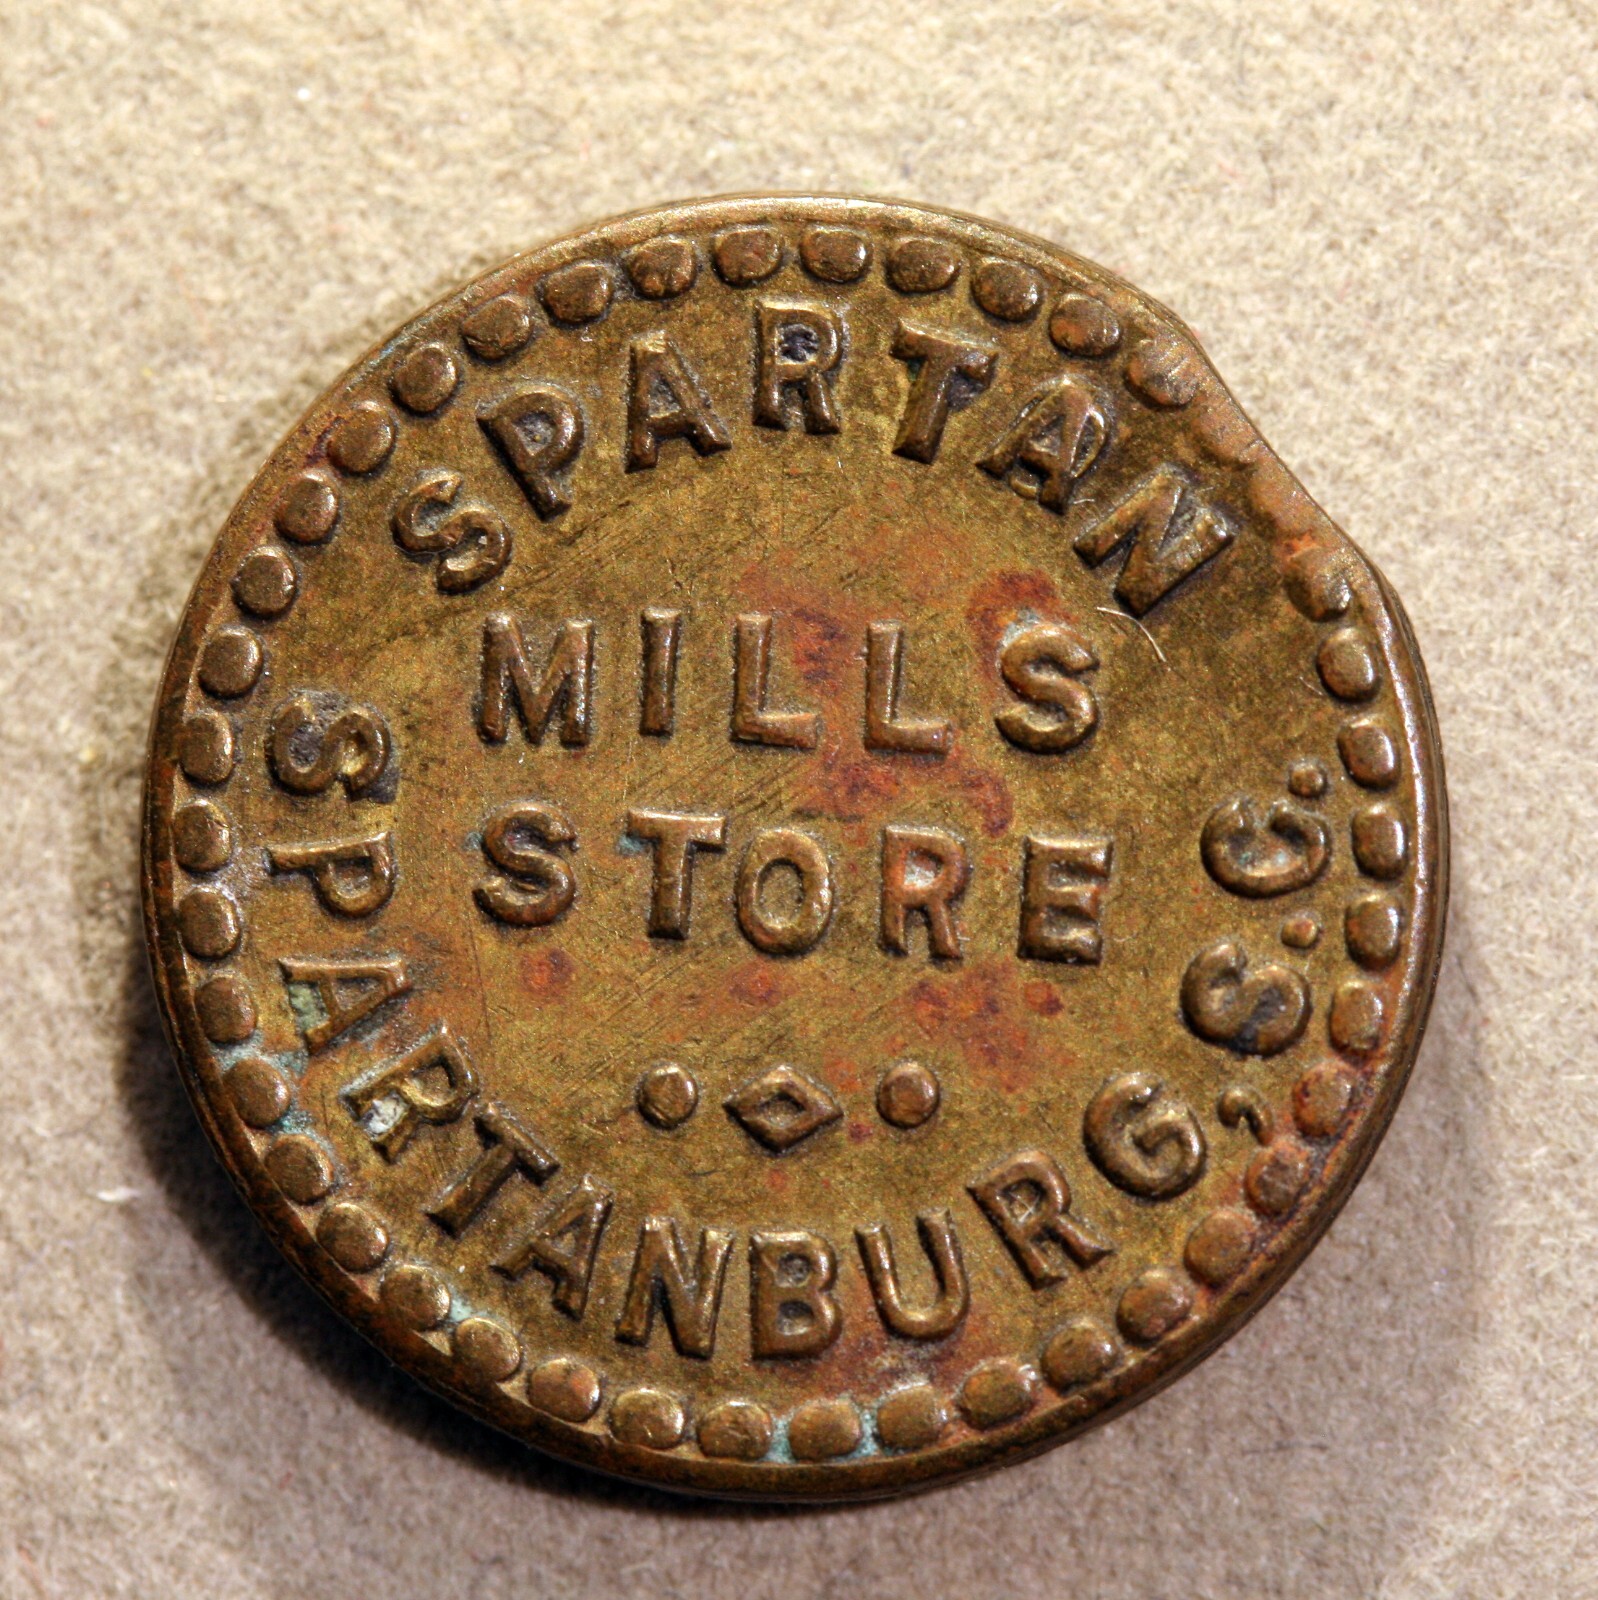 SPARTAN
MILLS
STORE
SPARTANBURG, S.C.